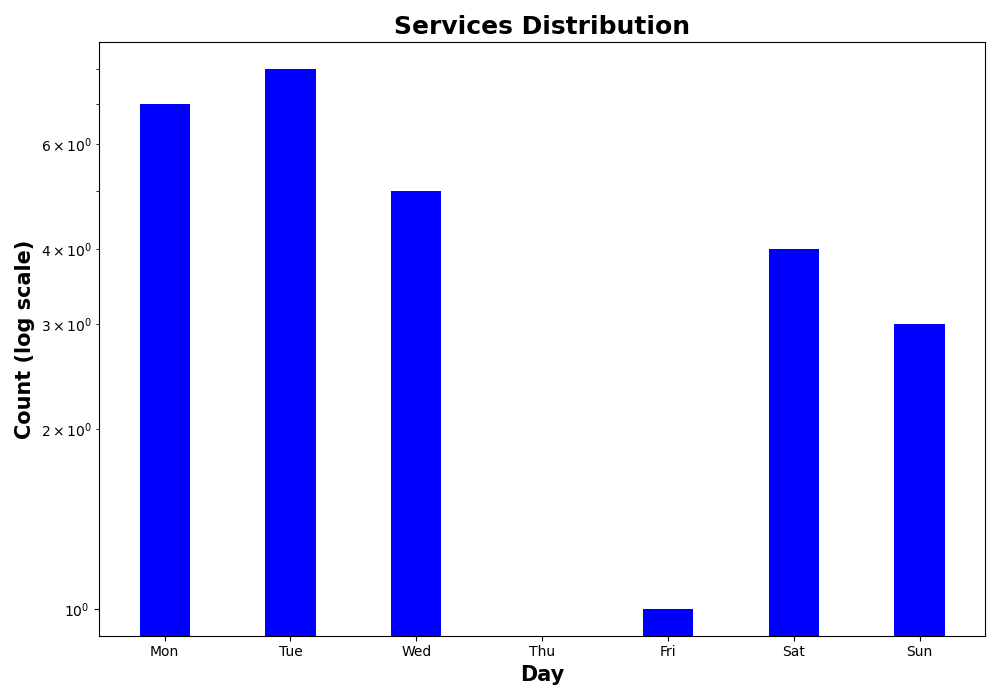 Services Distribution
Count (log scale)
6 × 10⁰
4 × 10⁰
3 × 10⁰
2 × 10⁰
10⁰
Mon Tue Wed Thu Fri Sat Sun
Day